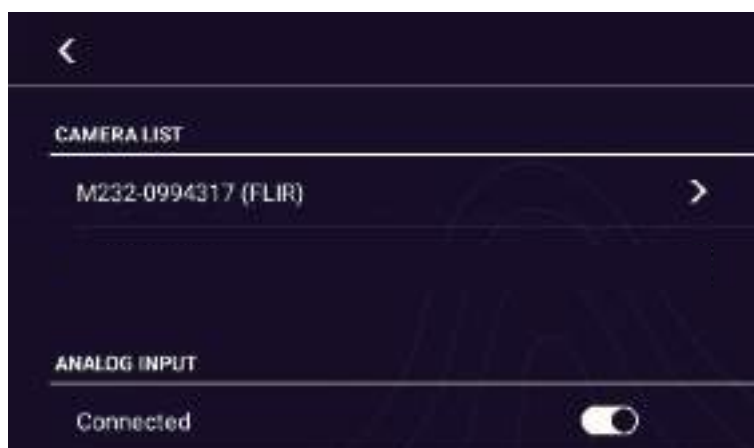 CAMERA LIST
M232-0994317 (FLIR)
ANALOG INPUT
Connected